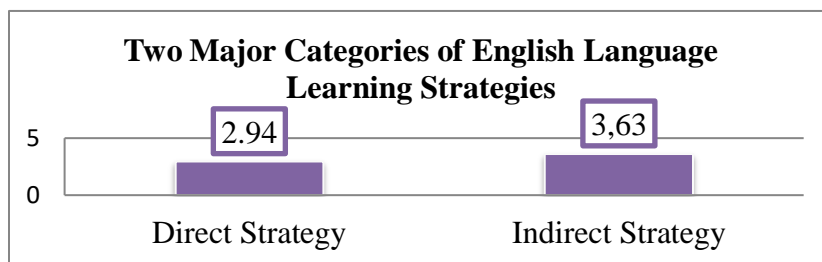 Two Major Categories of English Language
Learning Strategies
2.94
3,63
5
0
Direct Strategy
Indirect Strategy